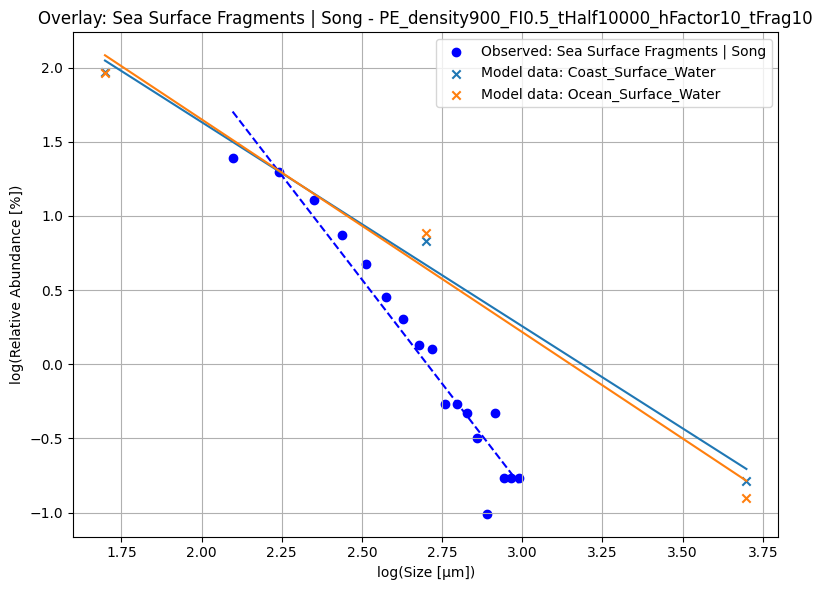 Overlay: Sea Surface Fragments | Song - PE_density900_FI0.5_tHalf10000_hFactor10_tFrag10
Observed: Sea Surface Fragments | Song
Model data: Coast_Surface_Water
Model data: Ocean_Surface_Water
log(Relative Abundance [%])
2.0
1.5
1.0
0.5
0.0
−0.5
−1.0
1.75
2.00
2.25
2.50
2.75
3.00
3.25
3.50
3.75
log(Size [μm])